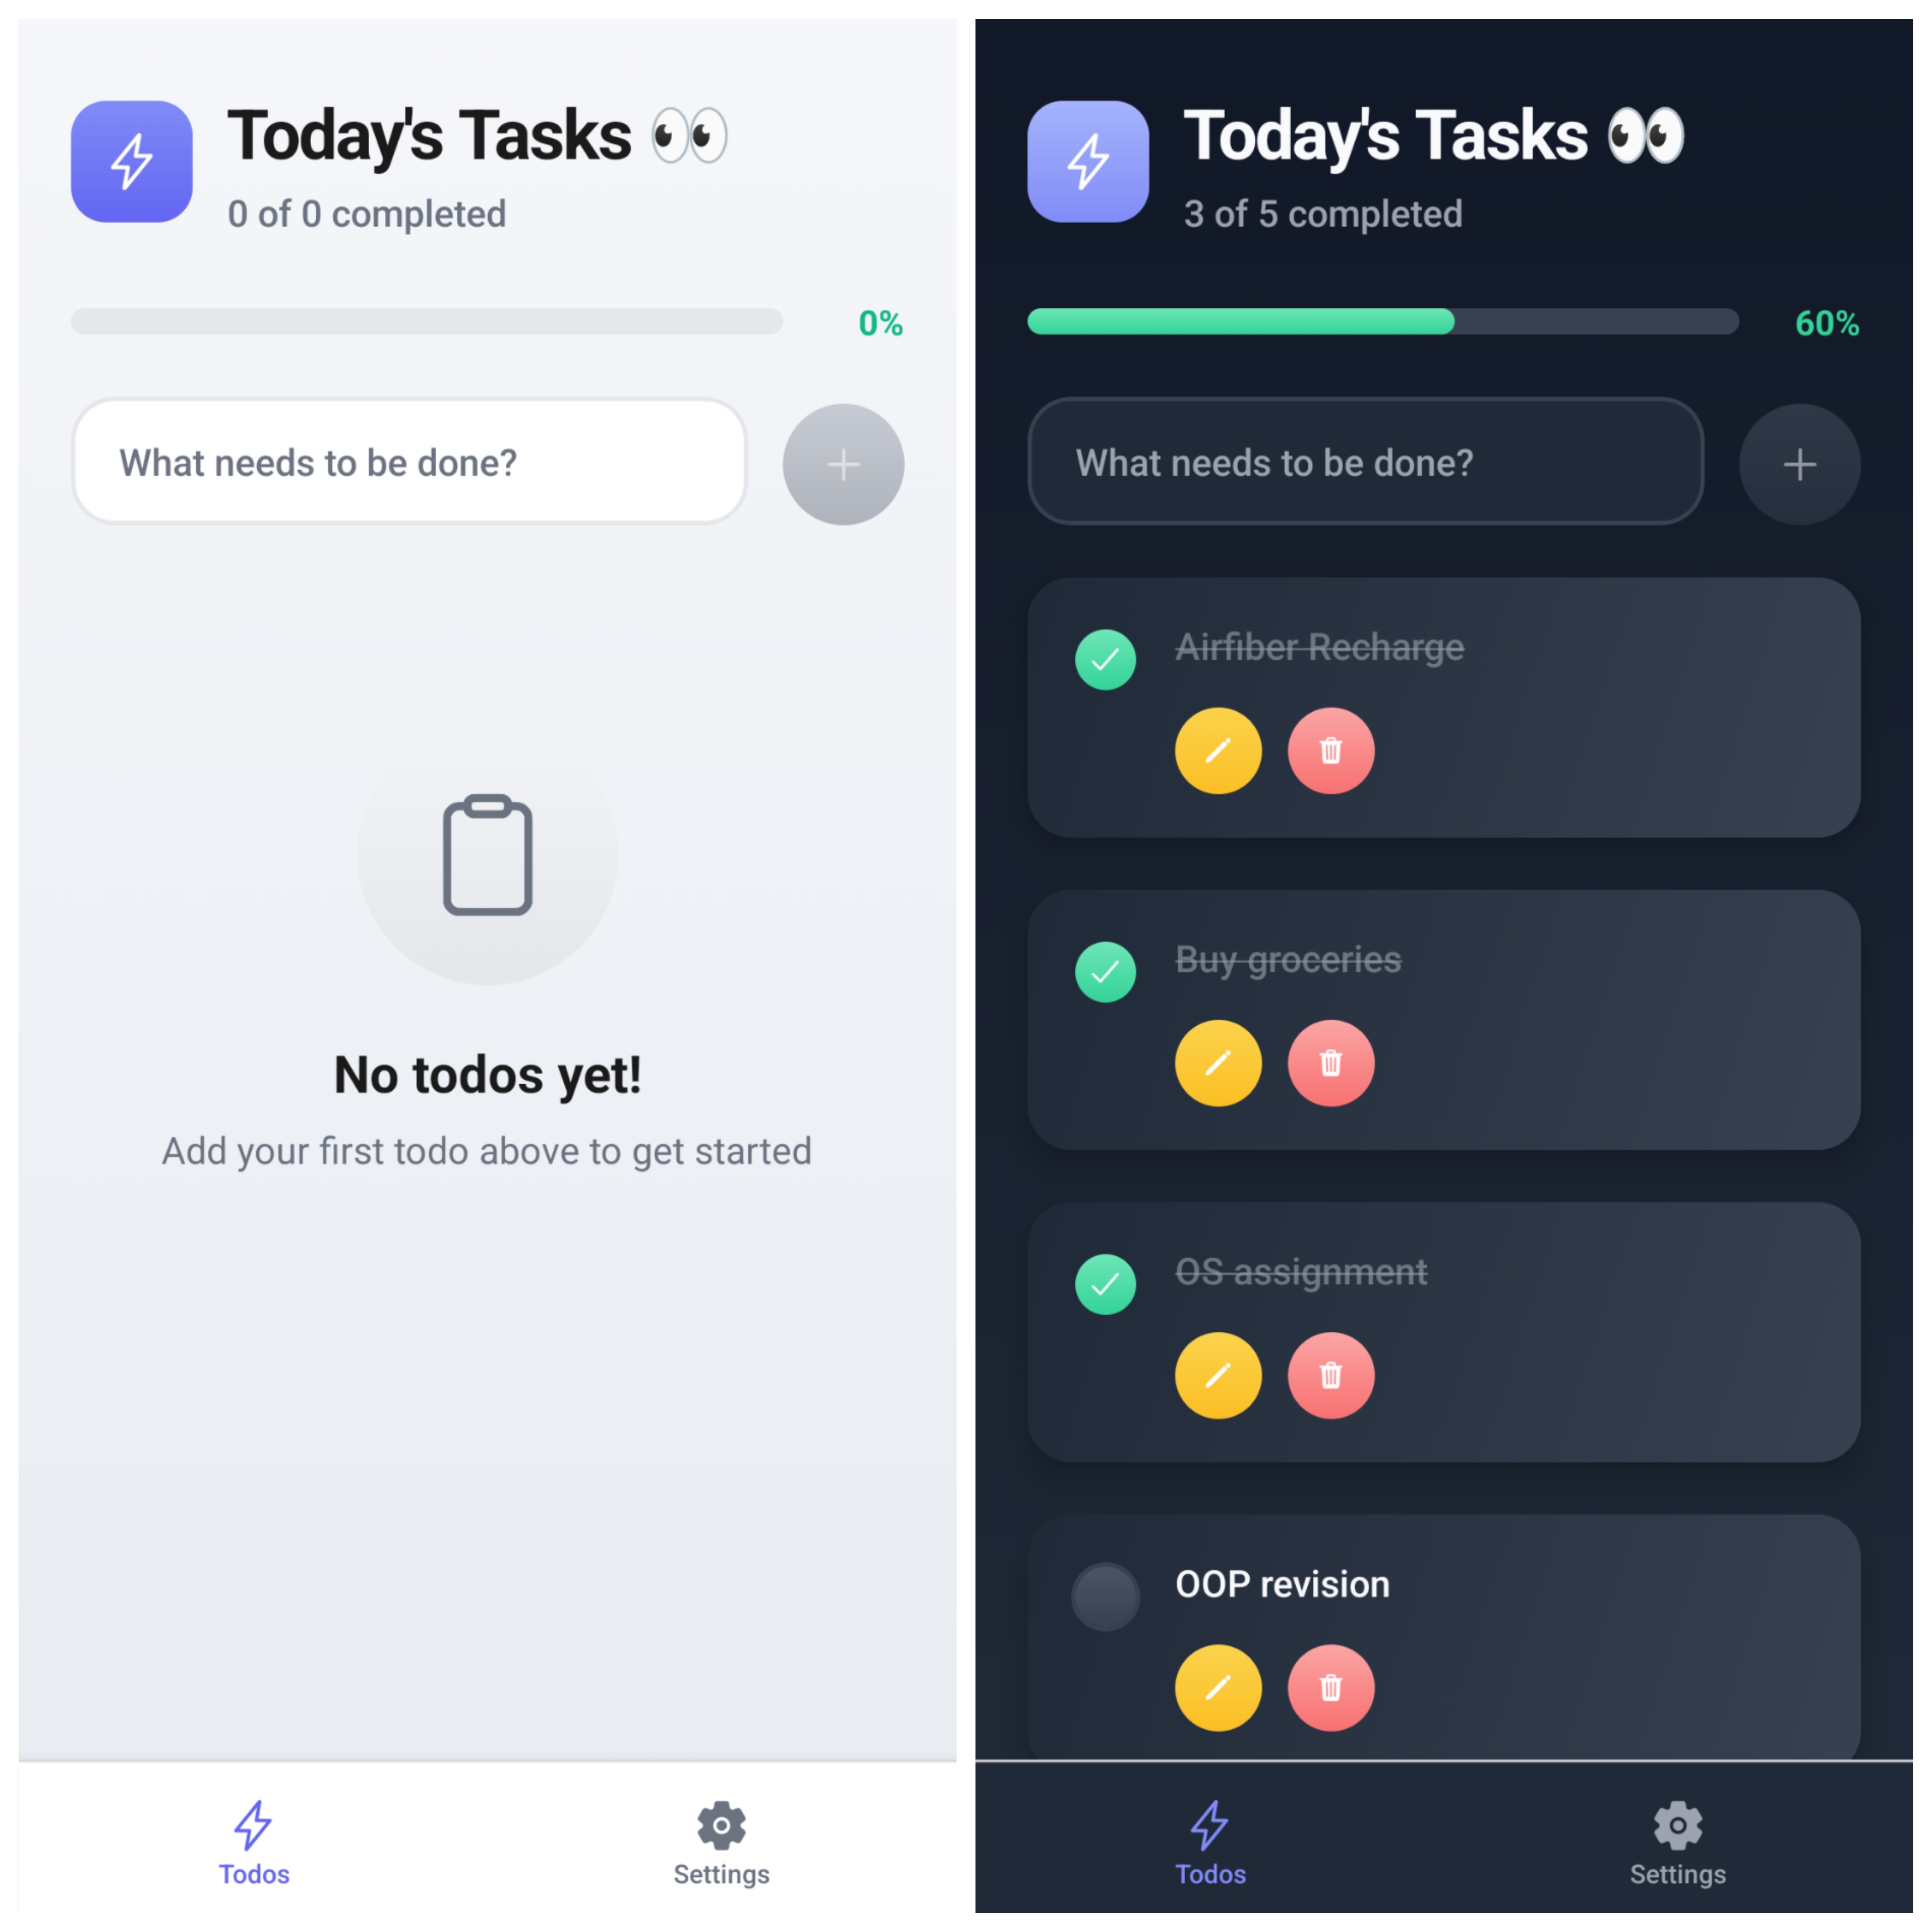 Today's Tasks 👀
0 of 0 completed
0%
What needs to be done?
No todos yet!
Add your first todo above to get started
Todos
Settings
Today's Tasks 👀
3 of 5 completed
60%
What needs to be done?
Airfiber Recharge
Buy groceries
OS assignment
OOP revision
Todos
Settings